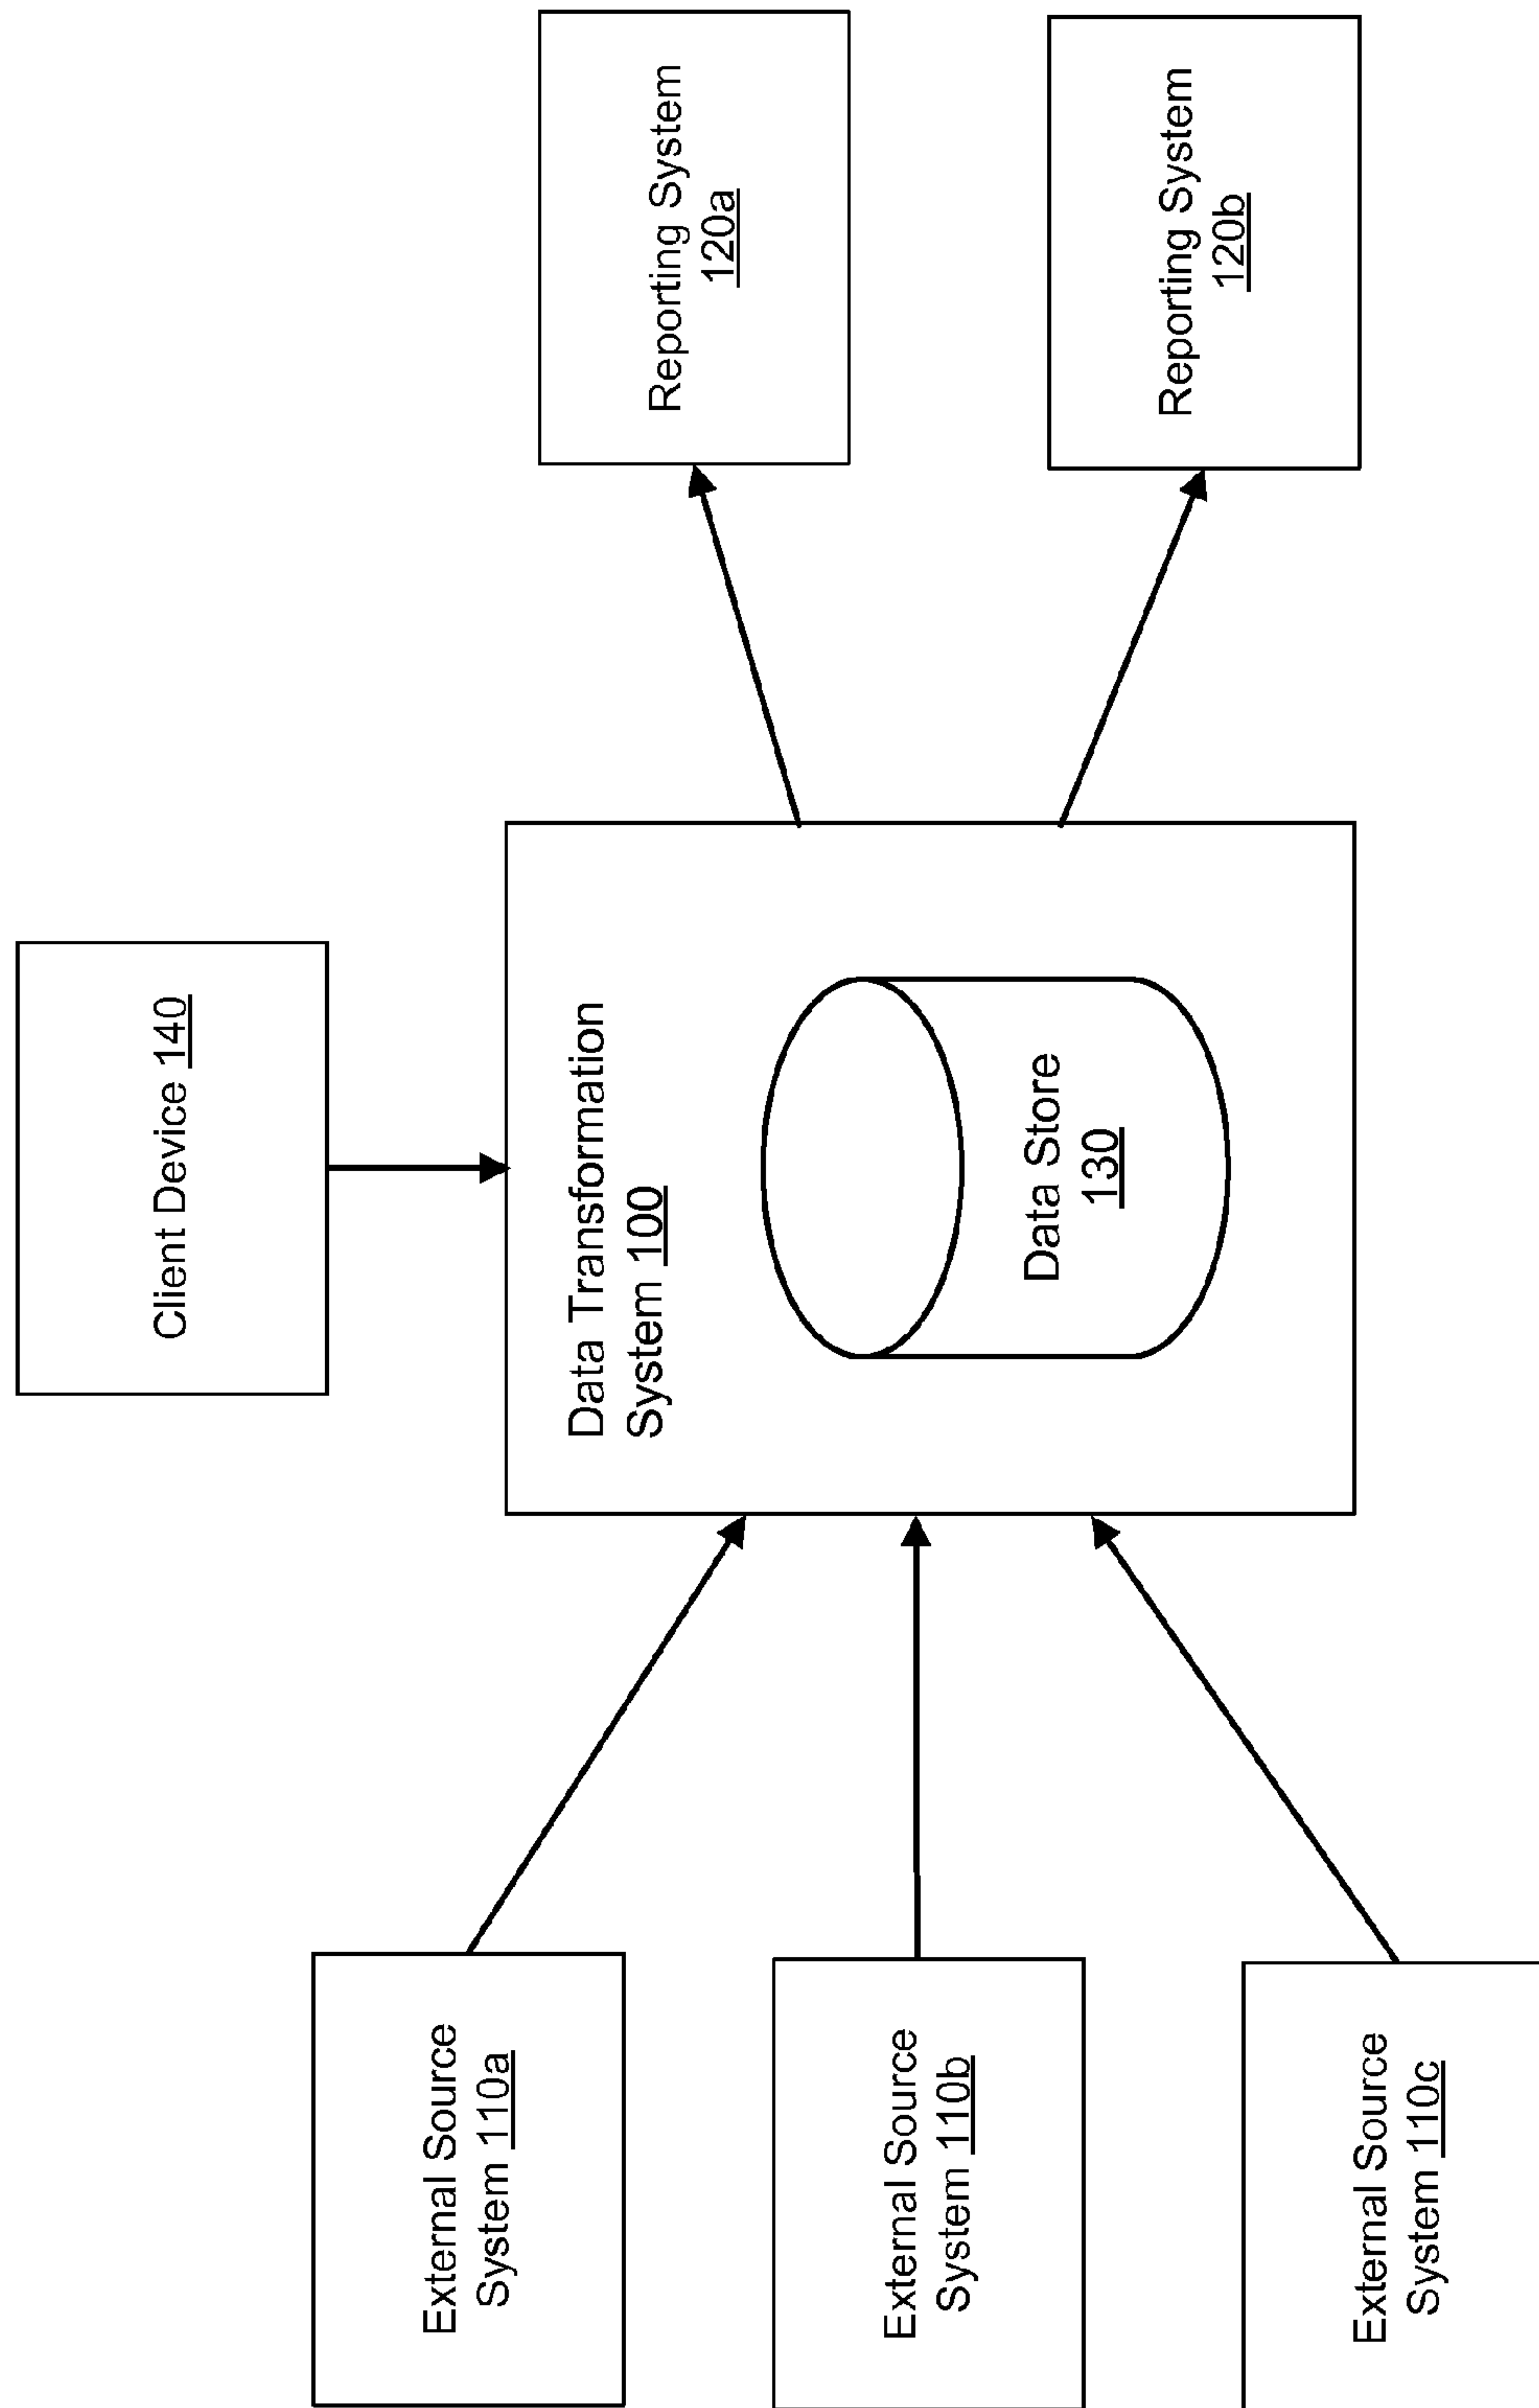 Client Device 140
External Source
System 110a
External Source
System 110b
External Source
System 110c
Data Transformation
System 100
Data Store
130
Reporting System
120a
Reporting System
120b